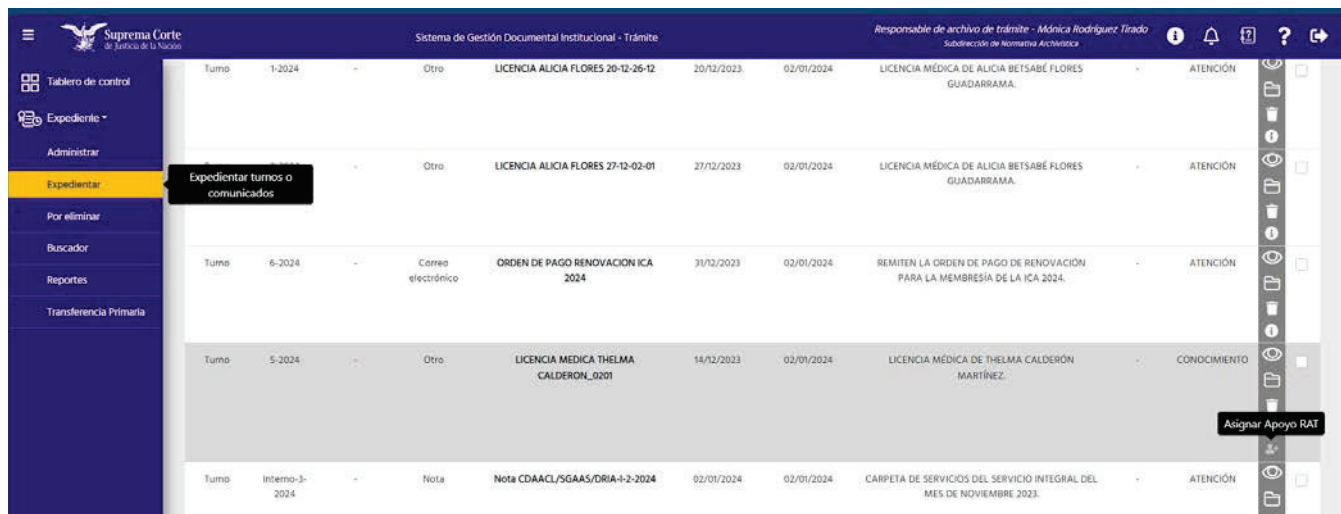 Suprema Corte
de Justicia de la Nación
Sistema de Gestión Documental Institucional - Trámite
Responsable de archivo de trámite - Mónica Rodríguez Tirado
Subdirección de Normativa Archivística
Tablero de control
Expediente
Administrar
Expedientar
Por eliminar
Buscador
Reportes
Transferencia Primaria
Expedientar turnos o
comunicados
Turno 1-2024 - Otro LICENCIA ALICIA FLORES 20-12-26-12 20/12/2023 02/01/2024 LICENCIA MÉDICA DE ALICIA BETSABÉ FLORES - ATENCIÓN
GUADARRAMA.
- Otro LICENCIA ALICIA FLORES 27-12-02-01 27/12/2023 02/01/2024 LICENCIA MÉDICA DE ALICIA BETSABÉ FLORES - ATENCIÓN
GUADARRAMA.
Turno 6-2024 - Correo ORDEN DE PAGO RENOVACION ICA 31/12/2023 02/01/2024 REMITEN LA ORDEN DE PAGO DE RENOVACIÓN - ATENCIÓN
electrónico 2024 PARA LA MEMBRESÍA DE LA ICA 2024.
Turno 5-2024 - Otro LICENCIA MEDICA THELMA 14/12/2023 02/01/2024 LICENCIA MÉDICA DE THELMA CALDERÓN - CONOCIMIENTO
CALDERON_0201 MARTÍNEZ.
Asignar Apoyo RAT
Turno Interno-3- - Nota Nota CDAACL/SGAAS/DRIA-I-2-2024 02/01/2024 02/01/2024 CARPETA DE SERVICIOS DEL SERVICIO INTEGRAL DEL - ATENCIÓN
2024 MES DE NOVIEMBRE 2023.